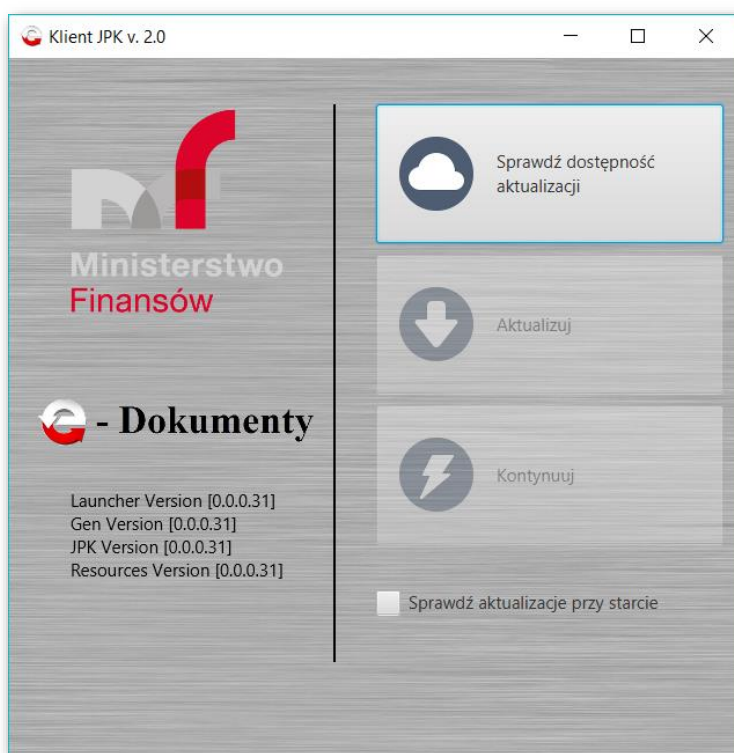 Klient JPK v. 2.0
Ministerstwo
Finansów
e - Dokumenty
Launcher Version [0.0.0.31]
Gen Version [0.0.0.31]
JPK Version [0.0.0.31]
Resources Version [0.0.0.31]
Sprawdź dostępność
aktualizacji
Aktualizuj
Kontynuuj
Sprawdź aktualizacje przy starcie